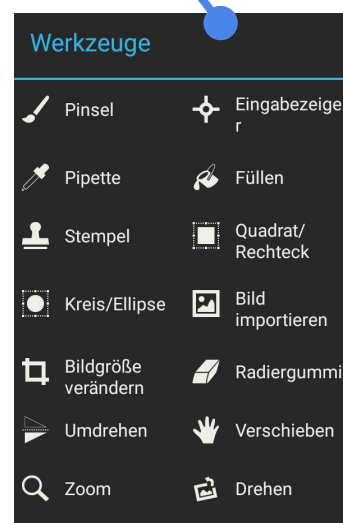 Werkzeuge
Pinsel
Eingabezeige
r
Pipette
Füllen
Stempel
Quadrat/
Rechteck
Kreis/Ellipse
Bild
importieren
Bildgröße
verändern
Radiergummi
Umdrehen
Verschieben
Zoom
Drehen